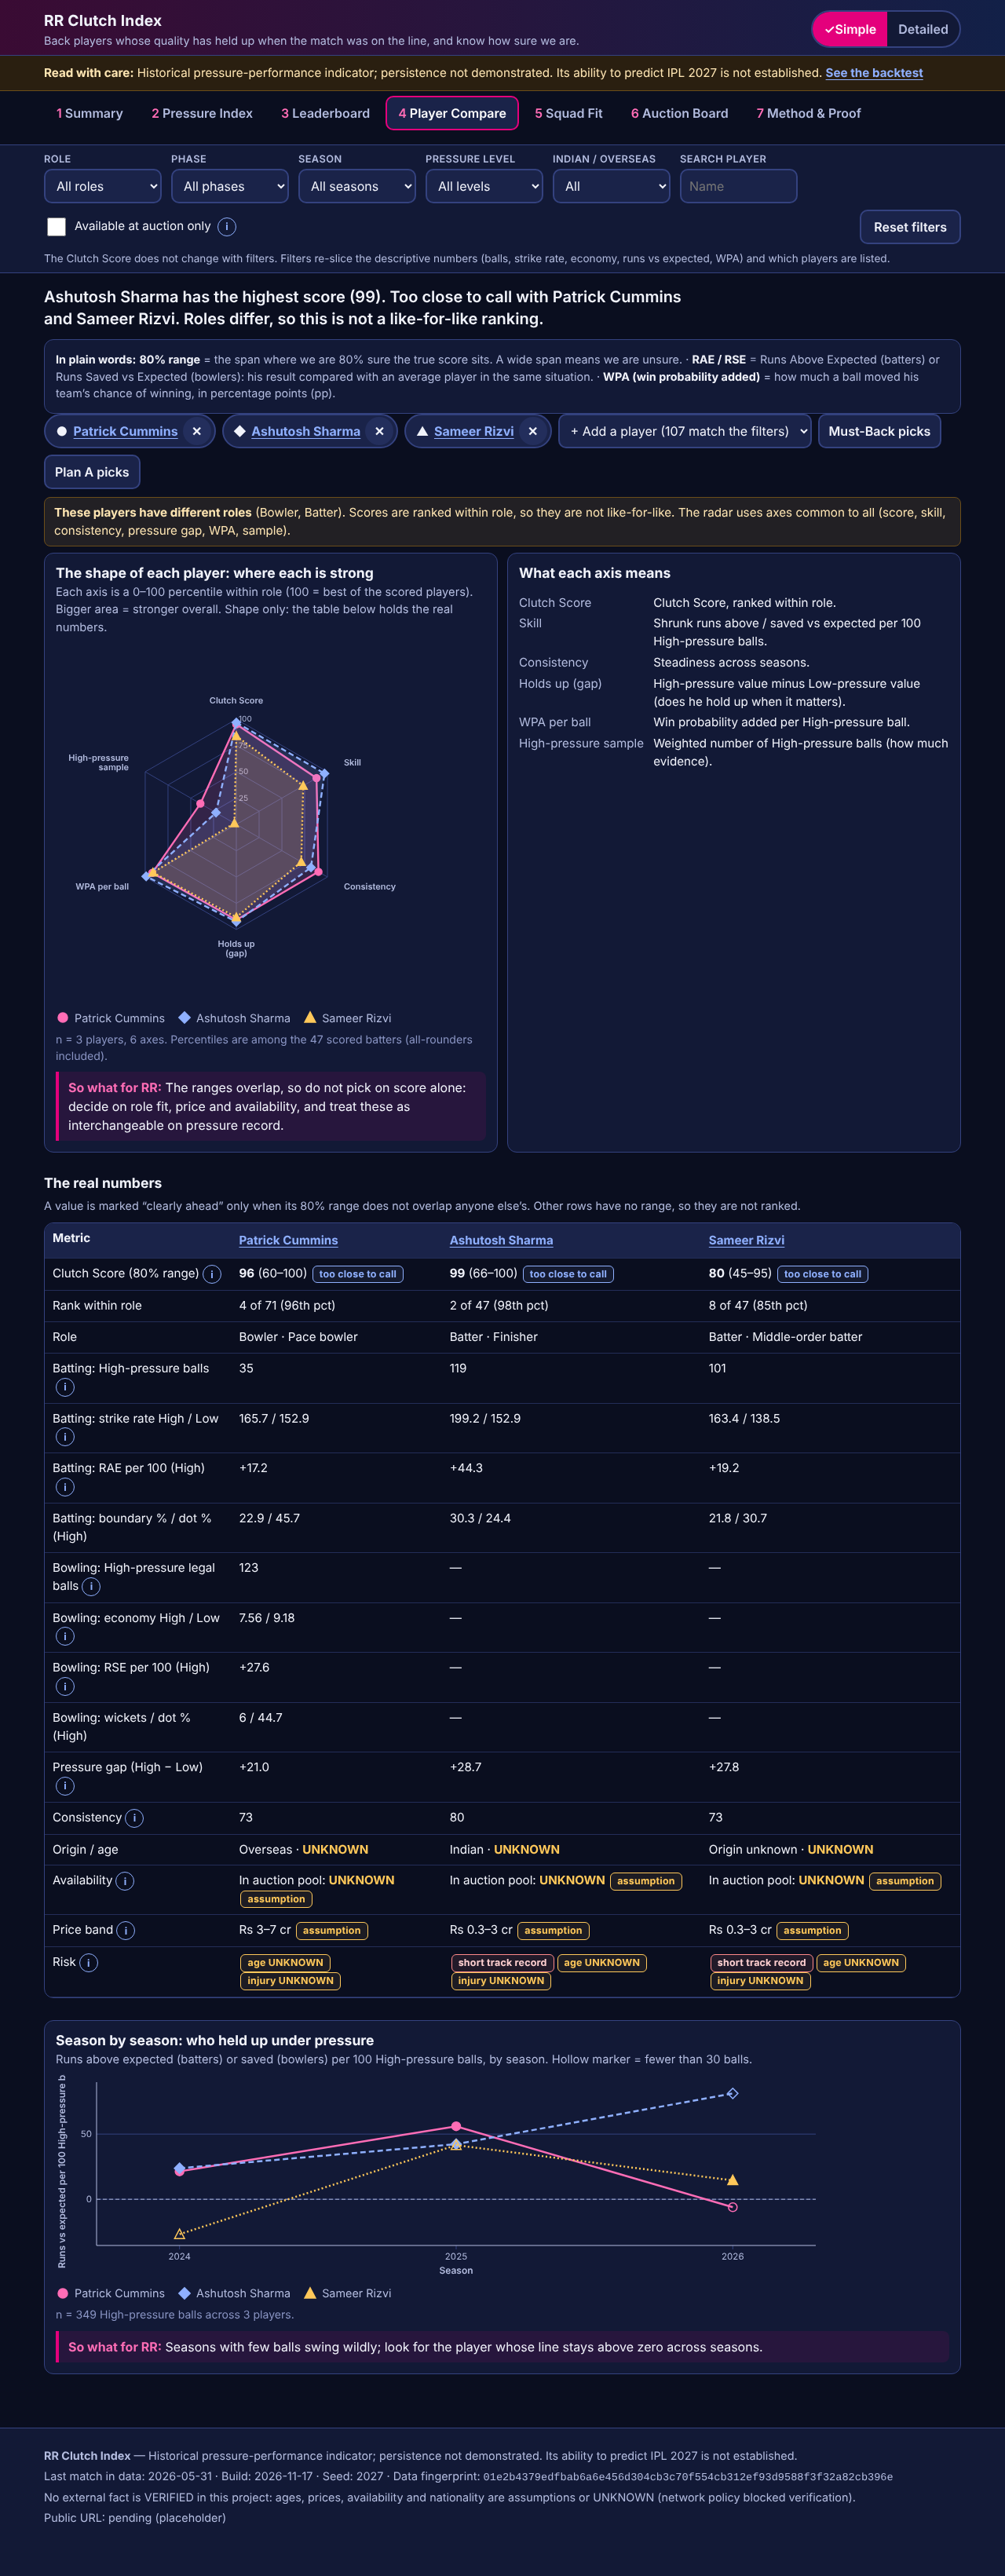 RR Clutch Index
Back players whose quality has held up when the match was on the line, and know how sure we are.
✓Simple
Detailed
Read with care: Historical pressure-performance indicator; persistence not demonstrated. Its ability to predict IPL 2027 is not established. See the backtest
1 Summary
2 Pressure Index
3 Leaderboard
4 Player Compare
5 Squad Fit
6 Auction Board
7 Method & Proof
ROLE
PHASE
SEASON
PRESSURE LEVEL
INDIAN / OVERSEAS
SEARCH PLAYER
All roles
All phases
All seasons
All levels
All
Name
Available at auction only i
Reset filters
The Clutch Score does not change with filters. Filters re-slice the descriptive numbers (balls, strike rate, economy, runs vs expected, WPA) and which players are listed.
Ashutosh Sharma has the highest score (99). Too close to call with Patrick Cummins
and Sameer Rizvi. Roles differ, so this is not a like-for-like ranking.
In plain words: 80% range = the span where we are 80% sure the true score sits. A wide span means we are unsure. · RAE / RSE = Runs Above Expected (batters) or
Runs Saved vs Expected (bowlers): his result compared with an average player in the same situation. · WPA (win probability added) = how much a ball moved his
team's chance of winning, in percentage points (pp).
Patrick Cummins ✕
Ashutosh Sharma ✕
Sameer Rizvi ✕
+ Add a player (107 match the filters)
Must-Back picks
Plan A picks
These players have different roles (Bowler, Batter). Scores are ranked within role, so they are not like-for-like. The radar uses axes common to all (score, skill,
consistency, pressure gap, WPA, sample).
The shape of each player: where each is strong
Each axis is a 0–100 percentile within role (100 = best of the scored players).
Bigger area = stronger overall. Shape only: the table below holds the real
numbers.
Clutch Score
100
75
50
25
Skill
Consistency
Holds up
(gap)
WPA per ball
High-pressure
sample
Patrick Cummins
Ashutosh Sharma
Sameer Rizvi
n = 3 players, 6 axes. Percentiles are among the 47 scored batters (all-rounders
included).
So what for RR: The ranges overlap, so do not pick on score alone:
decide on role fit, price and availability, and treat these as
interchangeable on pressure record.
What each axis means
Clutch Score Clutch Score, ranked within role.
Skill Shrunk runs above / saved vs expected per 100
High-pressure balls.
Consistency Steadiness across seasons.
Holds up (gap) High-pressure value minus Low-pressure value
(does he hold up when it matters).
WPA per ball Win probability added per High-pressure ball.
High-pressure sample Weighted number of High-pressure balls (how much
evidence).
The real numbers
A value is marked “clearly ahead” only when its 80% range does not overlap anyone else’s. Other rows have no range, so they are not ranked.
Metric Patrick Cummins Ashutosh Sharma Sameer Rizvi
Clutch Score (80% range) i 96 (60–100) too close to call 99 (66–100) too close to call 80 (45–95) too close to call
Rank within role 4 of 71 (96th pct) 2 of 47 (98th pct) 8 of 47 (85th pct)
Role Bowler · Pace bowler Batter · Finisher Batter · Middle-order batter
Batting: High-pressure balls i 35 119 101
Batting: strike rate High / Low i 165.7 / 152.9 199.2 / 152.9 163.4 / 138.5
Batting: RAE per 100 (High) i +17.2 +44.3 +19.2
Batting: boundary % / dot % 22.9 / 45.7 30.3 / 24.4 21.8 / 30.7
(High)
Bowling: High-pressure legal 123 — —
balls i
Bowling: economy High / Low i 7.56 / 9.18 — —
Bowling: RSE per 100 (High) i +27.6 — —
Bowling: wickets / dot % 6 / 44.7 — —
(High)
Pressure gap (High − Low) i +21.0 +28.7 +27.8
Consistency i 73 80 73
Origin / age Overseas · UNKNOWN Indian · UNKNOWN Origin unknown · UNKNOWN
Availability i In auction pool: UNKNOWN assumption In auction pool: UNKNOWN assumption In auction pool: UNKNOWN assumption
Price band i Rs 3–7 cr assumption Rs 0.3–3 cr assumption Rs 0.3–3 cr assumption
Risk i age UNKNOWN short track record age UNKNOWN short track record age UNKNOWN
injury UNKNOWN injury UNKNOWN injury UNKNOWN
Season by season: who held up under pressure
Runs above expected (batters) or saved (bowlers) per 100 High-pressure balls, by season. Hollow marker = fewer than 30 balls.
Runs vs expected per 100 High-pressure b
50
0
2024
2025
2026
Season
Patrick Cummins
Ashutosh Sharma
Sameer Rizvi
n = 349 High-pressure balls across 3 players.
So what for RR: Seasons with few balls swing wildly; look for the player whose line stays above zero across seasons.
RR Clutch Index — Historical pressure-performance indicator; persistence not demonstrated. Its ability to predict IPL 2027 is not established.
Last match in data: 2026-05-31 · Build: 2026-11-17 · Seed: 2027 · Data fingerprint: 01e2b4379edfbab6a6e456d304cb3c70f554cb312ef93d9588f3f32a82cb396e
No external fact is VERIFIED in this project: ages, prices, availability and nationality are assumptions or UNKNOWN (network policy blocked verification).
Public URL: pending (placeholder)